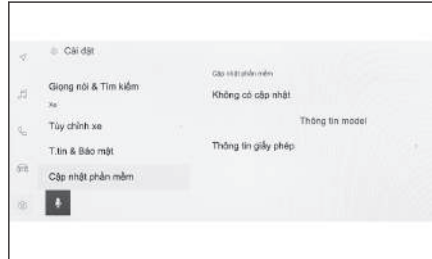 Cài đặt
Giọng nói & Tìm kiếm
Xe
Tùy chỉnh xe
T.tin & Bảo mật
Cập nhật phần mềm
Cập nhật phần mềm
Không có cập nhật
Thông tin model
Thông tin giấy phép